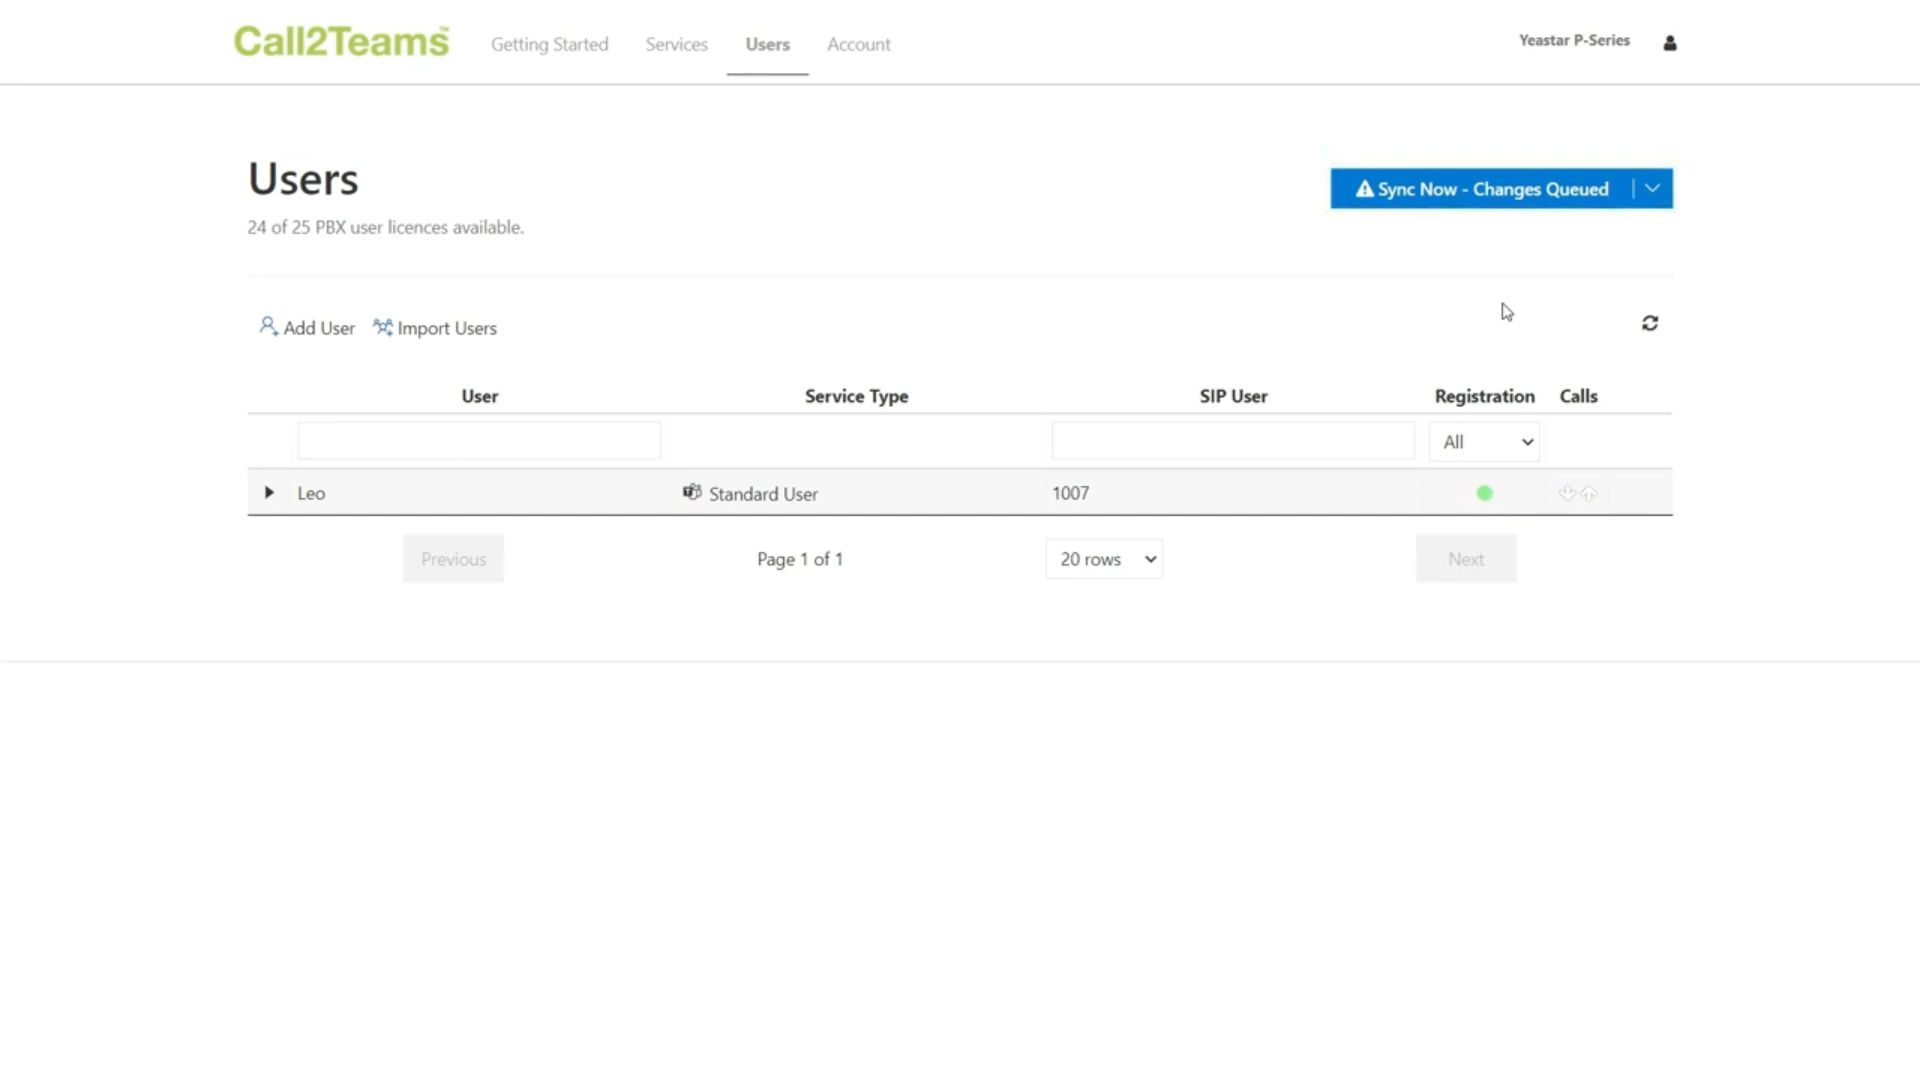 Call2Teams™ Getting Started Services Users Account Yeastar P-Series
Users
Sync Now - Changes Queued
24 of 25 PBX user licences available.
Add User Import Users
User Service Type SIP User Registration Calls
All
Leo Standard User 1007
Previous Page 1 of 1 20 rows Next